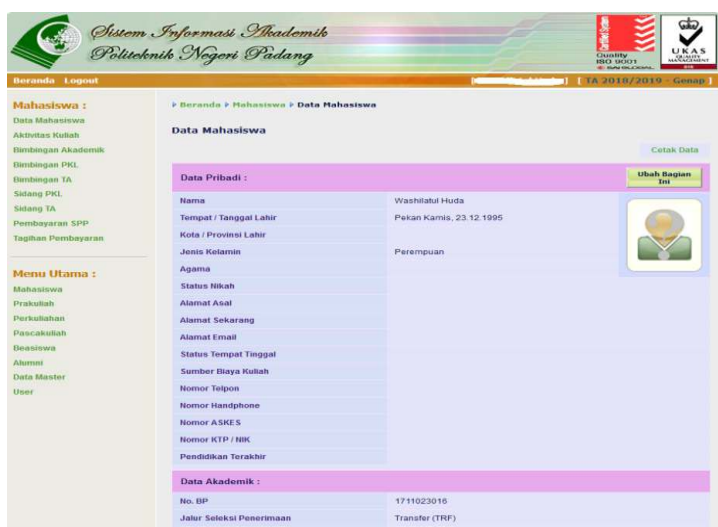 Sistem Informasi Akademik
Politeknik Negeri Padang
Certified System
Quality
ISO 9001
SAI GLOBAL
UKAS
QUALITY
MANAGEMENT
Beranda Logout
[ TA 2018/2019 - Genap ]
Mahasiswa :
Data Mahasiswa
Aktivitas Kuliah
Bimbingan Akademik
Bimbingan PKL
Bimbingan TA
Sidang PKL
Sidang TA
Pembayaran SPP
Tagihan Pembayaran
Menu Utama :
Mahasiswa
Prakuliah
Perkuliahan
Pascakuliah
Beasiswa
Alumni
Data Master
User
Beranda Mahasiswa Data Mahasiswa
Data Mahasiswa
Cetak Data
Data Pribadi :
Ubah Bagian
Ini
Nama Washilatul Huda
Tempat / Tanggal Lahir Pekan Kamis, 23.12.1995
Kota / Provinsi Lahir
Jenis Kelamin Perempuan
Agama
Status Nikah
Alamat Asal
Alamat Sekarang
Alamat Email
Status Tempat Tinggal
Sumber Biaya Kuliah
Nomor Telpon
Nomor Handphone
Nomor ASKES
Nomor KTP / NIK
Pendidikan Terakhir
Data Akademik :
No. BP 1711023016
Jalur Seleksi Penerimaan Transfer (TRF)